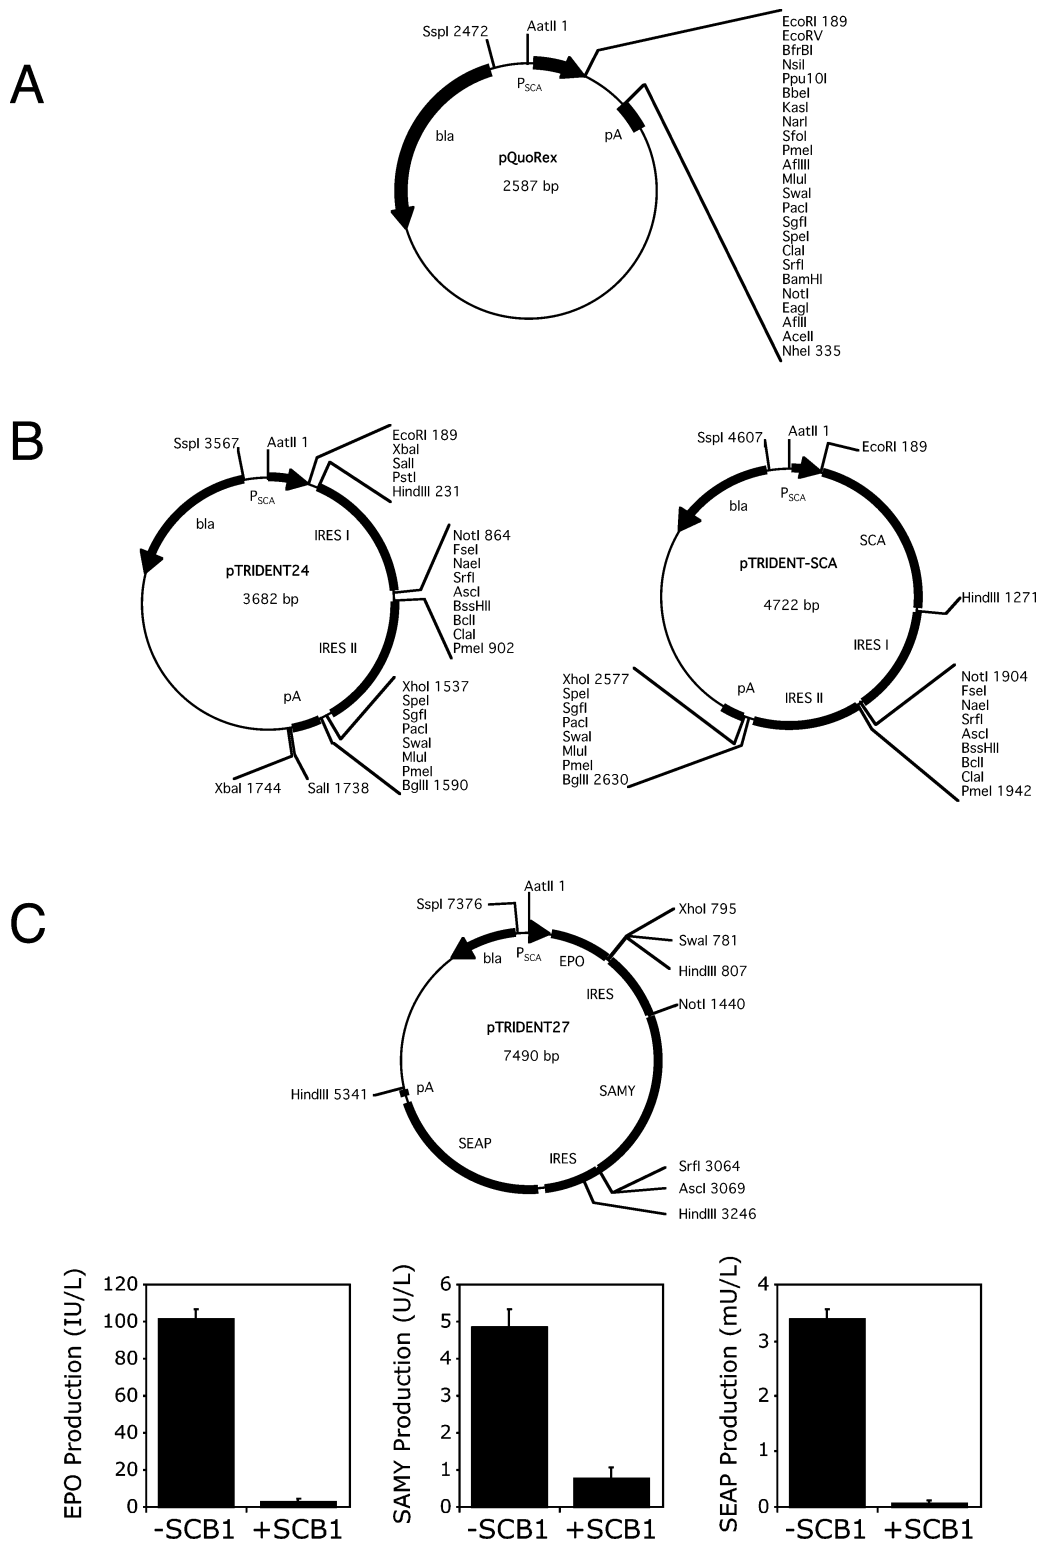 A
SspI 2472
AatII 1
PSCA
bla
pA
pQuoRex
2587 bp
EcoRI 189
EcoRV
BfrBI
NsiI
Ppu10I
BbeI
KasI
NarI
SfoI
PmeI
AflIII
MluI
SwaI
PacI
SgfI
SpeI
ClaI
SrfI
BamHI
NotI
EagI
AflII
AceII
NheI 335
B
SspI 3567
AatII 1
PSCA
bla
pTRIDENT24
3682 bp
EcoRI 189
XbaI
SalI
PstI
HindIII 231
IRES I
NotI 864
FseI
NaeI
SrfI
AscI
BssHII
BclI
ClaI
PmeI 902
IRES II
pA
XhoI 1537
SpeI
SgfI
PacI
SwaI
MluI
PmeI
BglII 1590
XbaI 1744
SalI 1738
SspI 4607
AatII 1
EcoRI 189
PSCA
bla
SCA
pTRIDENT-SCA
4722 bp
HindIII 1271
IRES I
IRES II
pA
NotI 1904
FseI
NaeI
SrfI
AscI
BssHII
BclI
ClaI
PmeI 1942
XhoI 2577
SpeI
SgfI
PacI
SwaI
MluI
PmeI
BglII 2630
C
AatII 1
SspI 7376
XhoI 795
SwaI 781
HindIII 807
PSCA
bla
EPO
IRES
NotI 1440
pTRIDENT27
7490 bp
HindIII 5341
pA
SAMY
SEAP
IRES
SrfI 3064
AscI 3069
HindIII 3246
EPO Production (IU/L)
120
100
80
60
40
20
0
-SCB1 +SCB1
SAMY Production (U/L)
6
5
4
3
2
1
0
-SCB1 +SCB1
SEAP Production (mU/L)
4
3
2
1
0
-SCB1 +SCB1